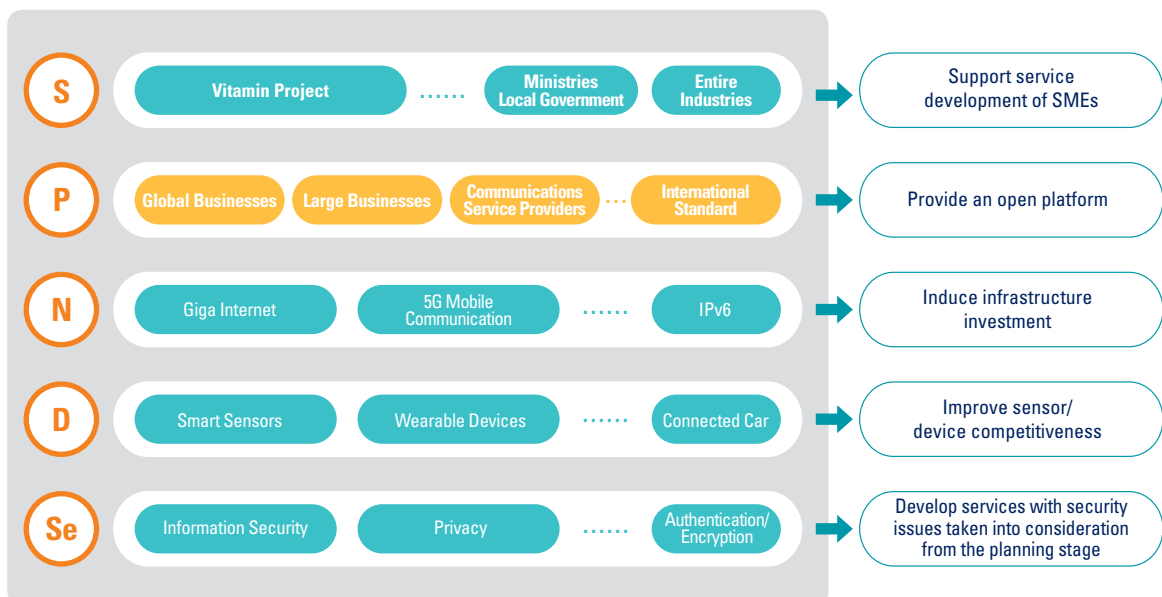 S
Vitamin Project
......
Ministries
Local Government
Entire
Industries
Support service
development of SMEs
P
Global Businesses
Large Businesses
Communications
Service Providers
...
International
Standard
Provide an open platform
N
Giga Internet
5G Mobile
Communication
......
IPv6
Induce infrastructure
investment
D
Smart Sensors
Wearable Devices
......
Connected Car
Improve sensor/
device competitiveness
Se
Information Security
Privacy
......
Authentication/
Encryption
Develop services with security
issues taken into consideration
from the planning stage